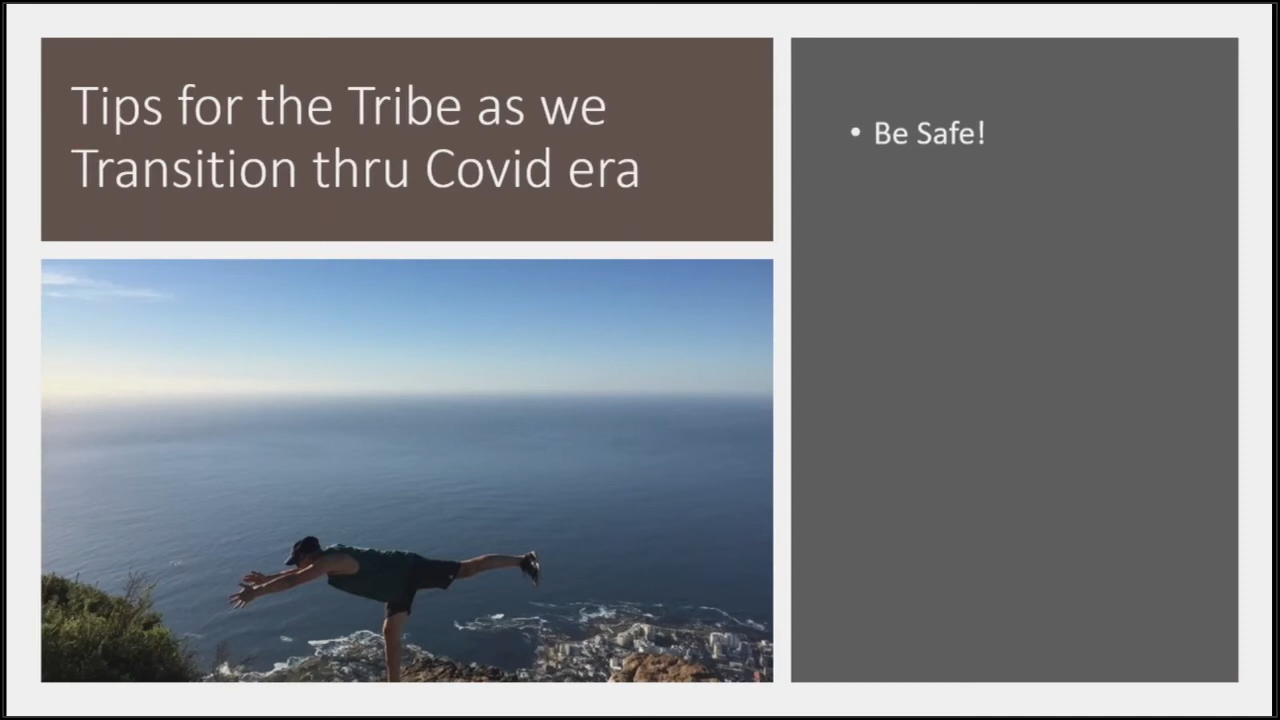 Tips for the Tribe as we
Transition thru Covid era
• Be Safe!